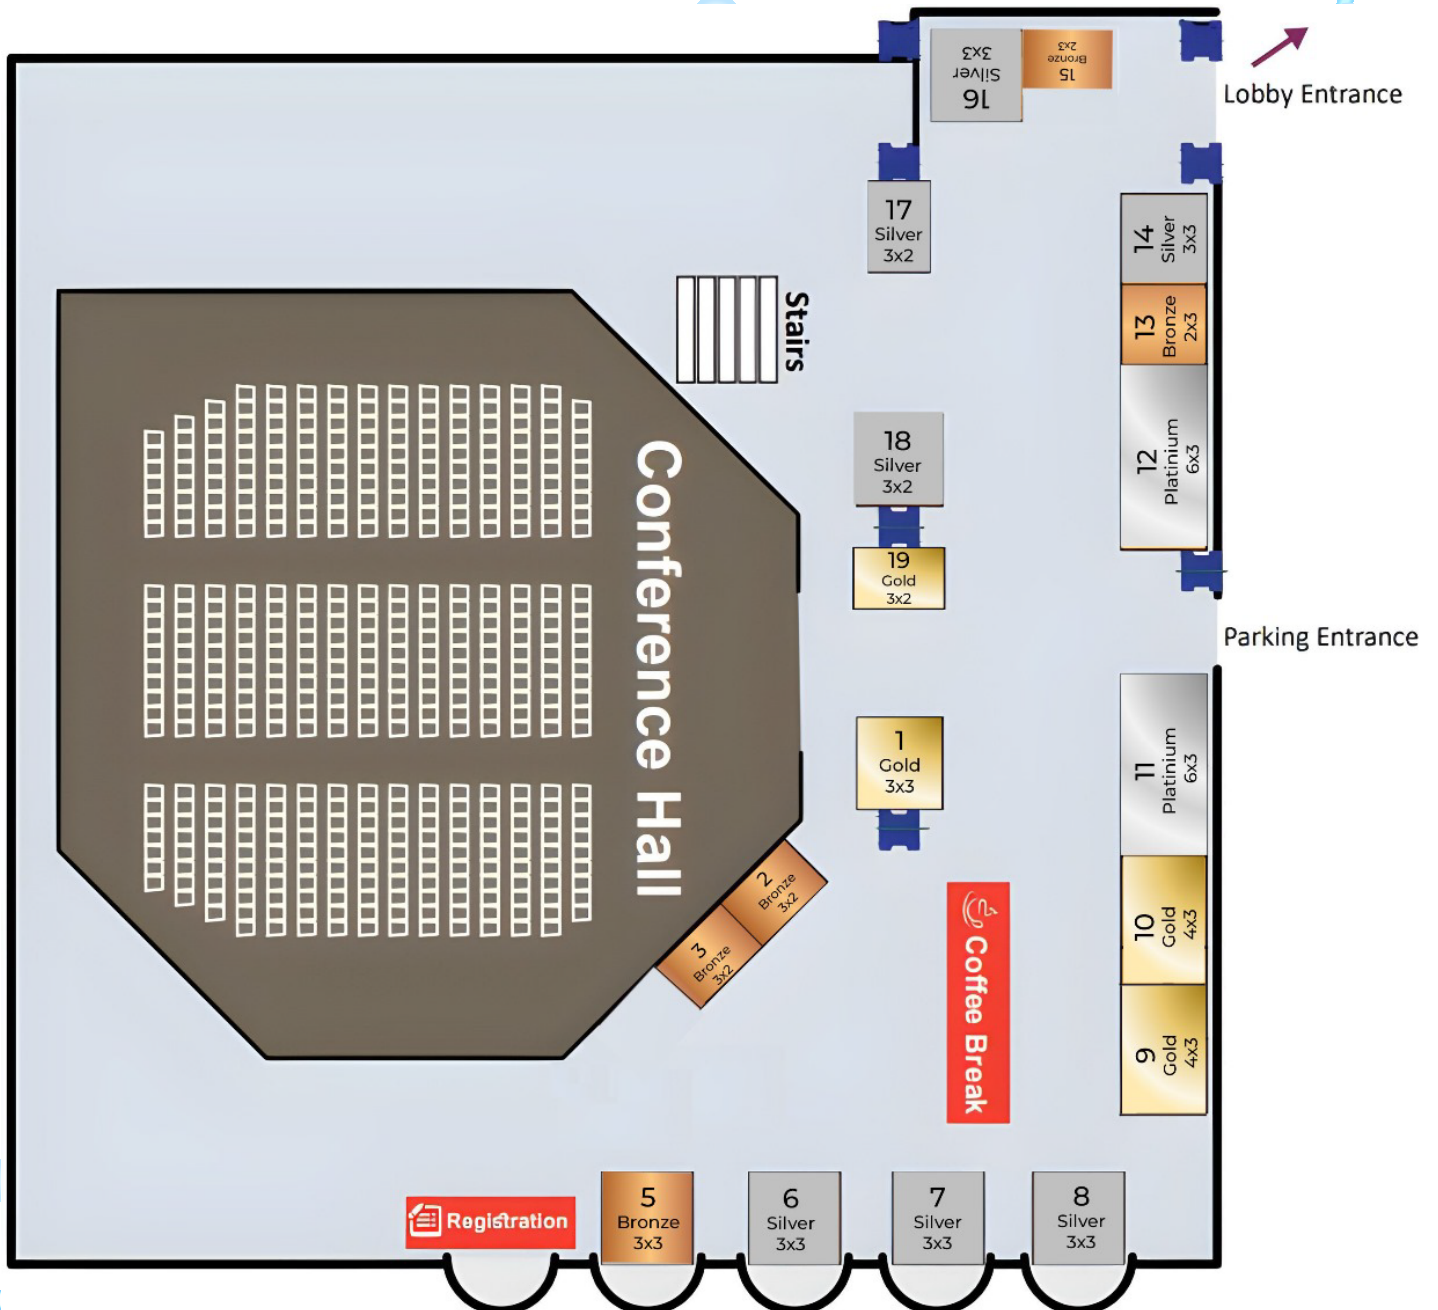 16
Silver
3x3
15
Bronze
2x3
Lobby Entrance
17
Silver
3x2
14
Silver
3x3
13
Bronze
2x3
12
Platinium
6x3
Stairs
18
Silver
3x2
19
Gold
3x2
Conference Hall
Parking Entrance
1
Gold
3x3
11
Platinium
6x3
2
Bronze
3x2
3
Bronze
3x2
Coffee Break
10
Gold
4x3
9
Gold
4x3
Registration
5
Bronze
3x3
6
Silver
3x3
7
Silver
3x3
8
Silver
3x3